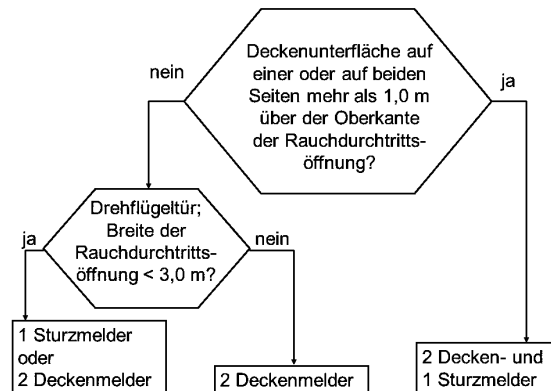 Deckenunterfläche auf
einer oder auf beiden
Seiten mehr als 1,0 m
über der Oberkante
der Rauchdurchtritts-
öffnung?
nein
ja
Drehflügeltür;
Breite der
Rauchdurchtritts-
öffnung < 3,0 m?
ja
nein
1 Sturzmelder
oder
2 Deckenmelder
2 Deckenmelder
2 Decken- und
1 Sturzmelder